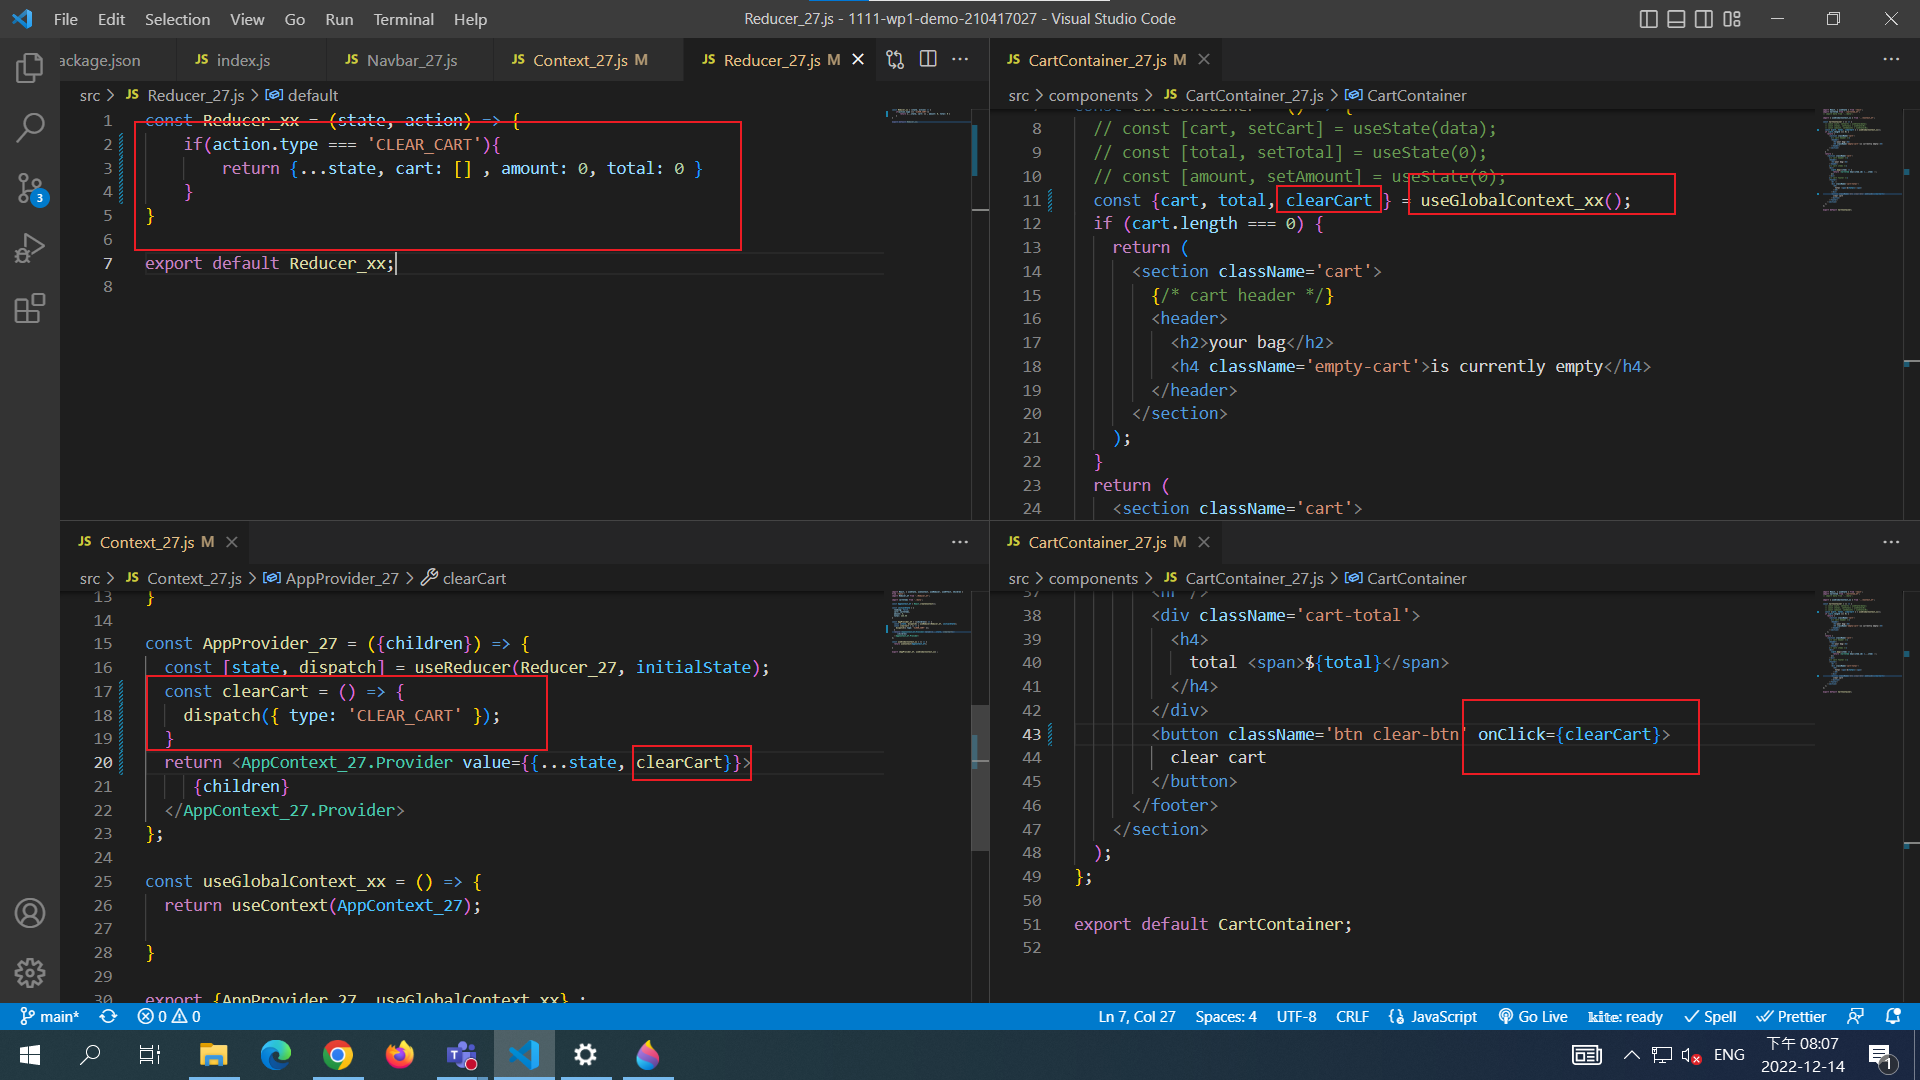 File Edit Selection View Go Run Terminal Help
Reducer_27.js - 1111-wp1-demo-210417027 - Visual Studio Code
ackage.json
JS index.js
JS Navbar_27.js
JS Context_27.js M
JS Reducer_27.js M
src > JS Reducer_27.js > default
1 const Reducer_xx = (state, action) => {
2 if(action.type === 'CLEAR_CART'){
3 return {...state, cart: [] , amount: 0, total: 0 }
4 }
5 }
6
7 export default Reducer_xx;
8
JS CartContainer_27.js M
src > components > JS CartContainer_27.js > CartContainer
8 // const [cart, setCart] = useState(data);
9 // const [total, setTotal] = useState(0);
10 // const [amount, setAmount] = useState(0);
11 const {cart, total, clearCart } = useGlobalContext_xx();
12 if (cart.length === 0) {
13 return (
14 <section className='cart'>
15 {/* cart header */}
16 <header>
17 <h2>your bag</h2>
18 <h4 className='empty-cart'>is currently empty</h4>
19 </header>
20 </section>
21 );
22 }
23 return (
24 <section className='cart'>
JS Context_27.js M
src > JS Context_27.js > AppProvider_27 > clearCart
13 }
14
15 const AppProvider_27 = ({children}) => {
16 const [state, dispatch] = useReducer(Reducer_27, initialState);
17 const clearCart = () => {
18 dispatch({ type: 'CLEAR_CART' });
19 }
20 return <AppContext_27.Provider value={{...state, clearCart}}>
21 {children}
22 </AppContext_27.Provider>
23 };
24
25 const useGlobalContext_xx = () => {
26 return useContext(AppContext_27);
27
28 }
29
30 export {AppProvider_27, useGlobalContext_xx} ;
JS CartContainer_27.js M
src > components > JS CartContainer_27.js > CartContainer
37 <hr />
38 <div className='cart-total'>
39 <h4>
40 total <span>${total}</span>
41 </h4>
42 </div>
43 <button className='btn clear-btn' onClick={clearCart}>
44 clear cart
45 </button>
46 </footer>
47 </section>
48 );
49 };
50
51 export default CartContainer;
52
3
main* 0 0
Ln 7, Col 27 Spaces: 4 UTF-8 CRLF JavaScript Go Live kite: ready Spell Prettier
ENG
下午 08:07
2022-12-14
1